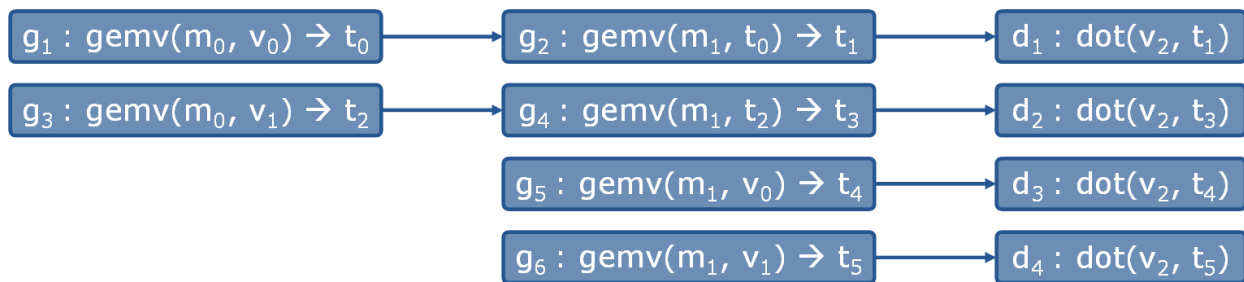 g₁ : gemv(m₀, v₀) → t₀ g₂ : gemv(m₁, t₀) → t₁ d₁ : dot(v₂, t₁)
g₃ : gemv(m₀, v₁) → t₂ g₄ : gemv(m₁, t₂) → t₃ d₂ : dot(v₂, t₃)
g₅ : gemv(m₁, v₀) → t₄ d₃ : dot(v₂, t₄)
g₆ : gemv(m₁, v₁) → t₅ d₄ : dot(v₂, t₅)